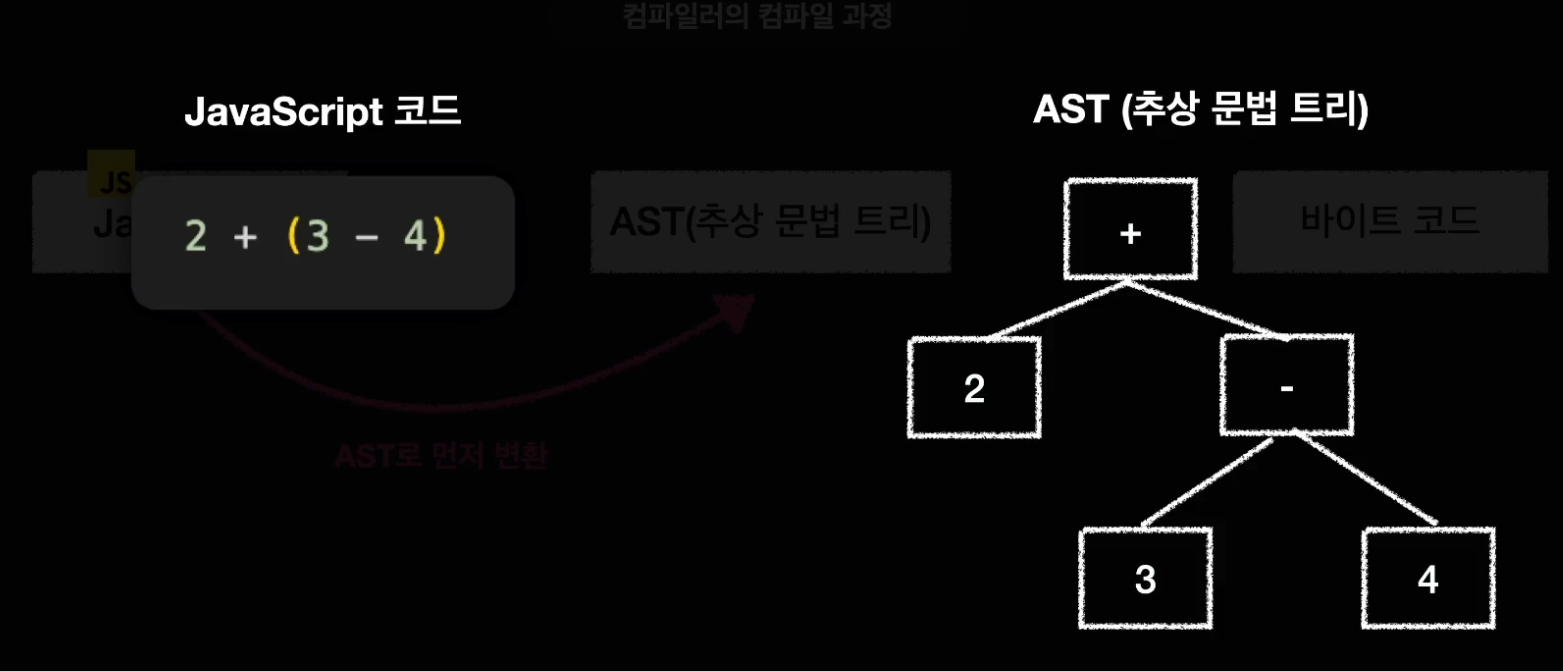 컴파일러의 컴파일 과정
JavaScript 코드
AST (추상 문법 트리)
JS
Ja
2 + (3 - 4)
AST(추상 문법 트리)
바이트 코드
+
2
-
AST로 먼저 변환
3
4